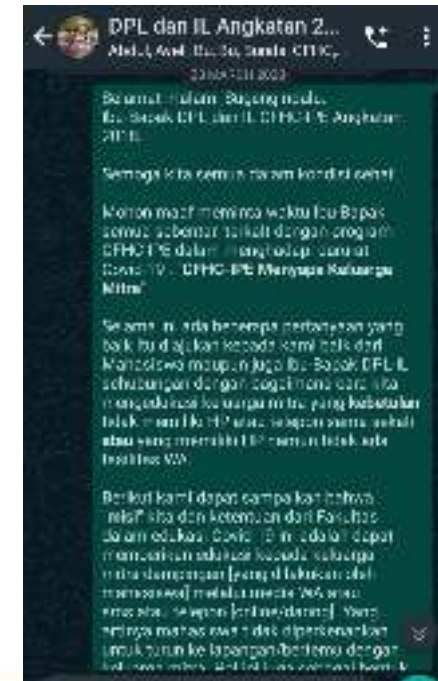 DPL dan IL Angkatan 2...
Selamat malam. Sugeng ndalu.
Ibu Bapak DPL dan IL CFHC-IPE Angkatan
Semoga kita semua dalam kondisi sehat
Mohon maaf meminta waktu Ibu Bapak
semua sebentar terkait dengan program
CFHC-IPE dalam menghadapi darurat
Covid 19 . "CFHC-IPE Menyapa Keluarga
Mitra"
Selama ini ada beberapa pertanyaan yang
baik itu diajukan kepada kami baik dari
Mahasiswa maupun juga Ibu Bapak DPL IL
sehubungan dengan bagaimana cara kita
mengedukasi keluarga mitra yang kebetulan
tidak memiliki HP atau telepon sama sekali
atau yang memiliki HP namun tidak ada
fasilitas WA
Berikut kami dapat sampaikan bahwa
"misi" kita dan ketentuan dari Fakultas
dalam edukasi Covid 19 ini adalah dapat
memberikan edukasi kepada keluarga
mitra dampingan [yang dilakukan oleh
mahasiswa] melalui media WA atau
sms atau telepon [online/daring]. Yang
artinya mahasiswa tidak diperkenankan
untuk turun ke lapangan/bertemu dengan
keluarga mitra.